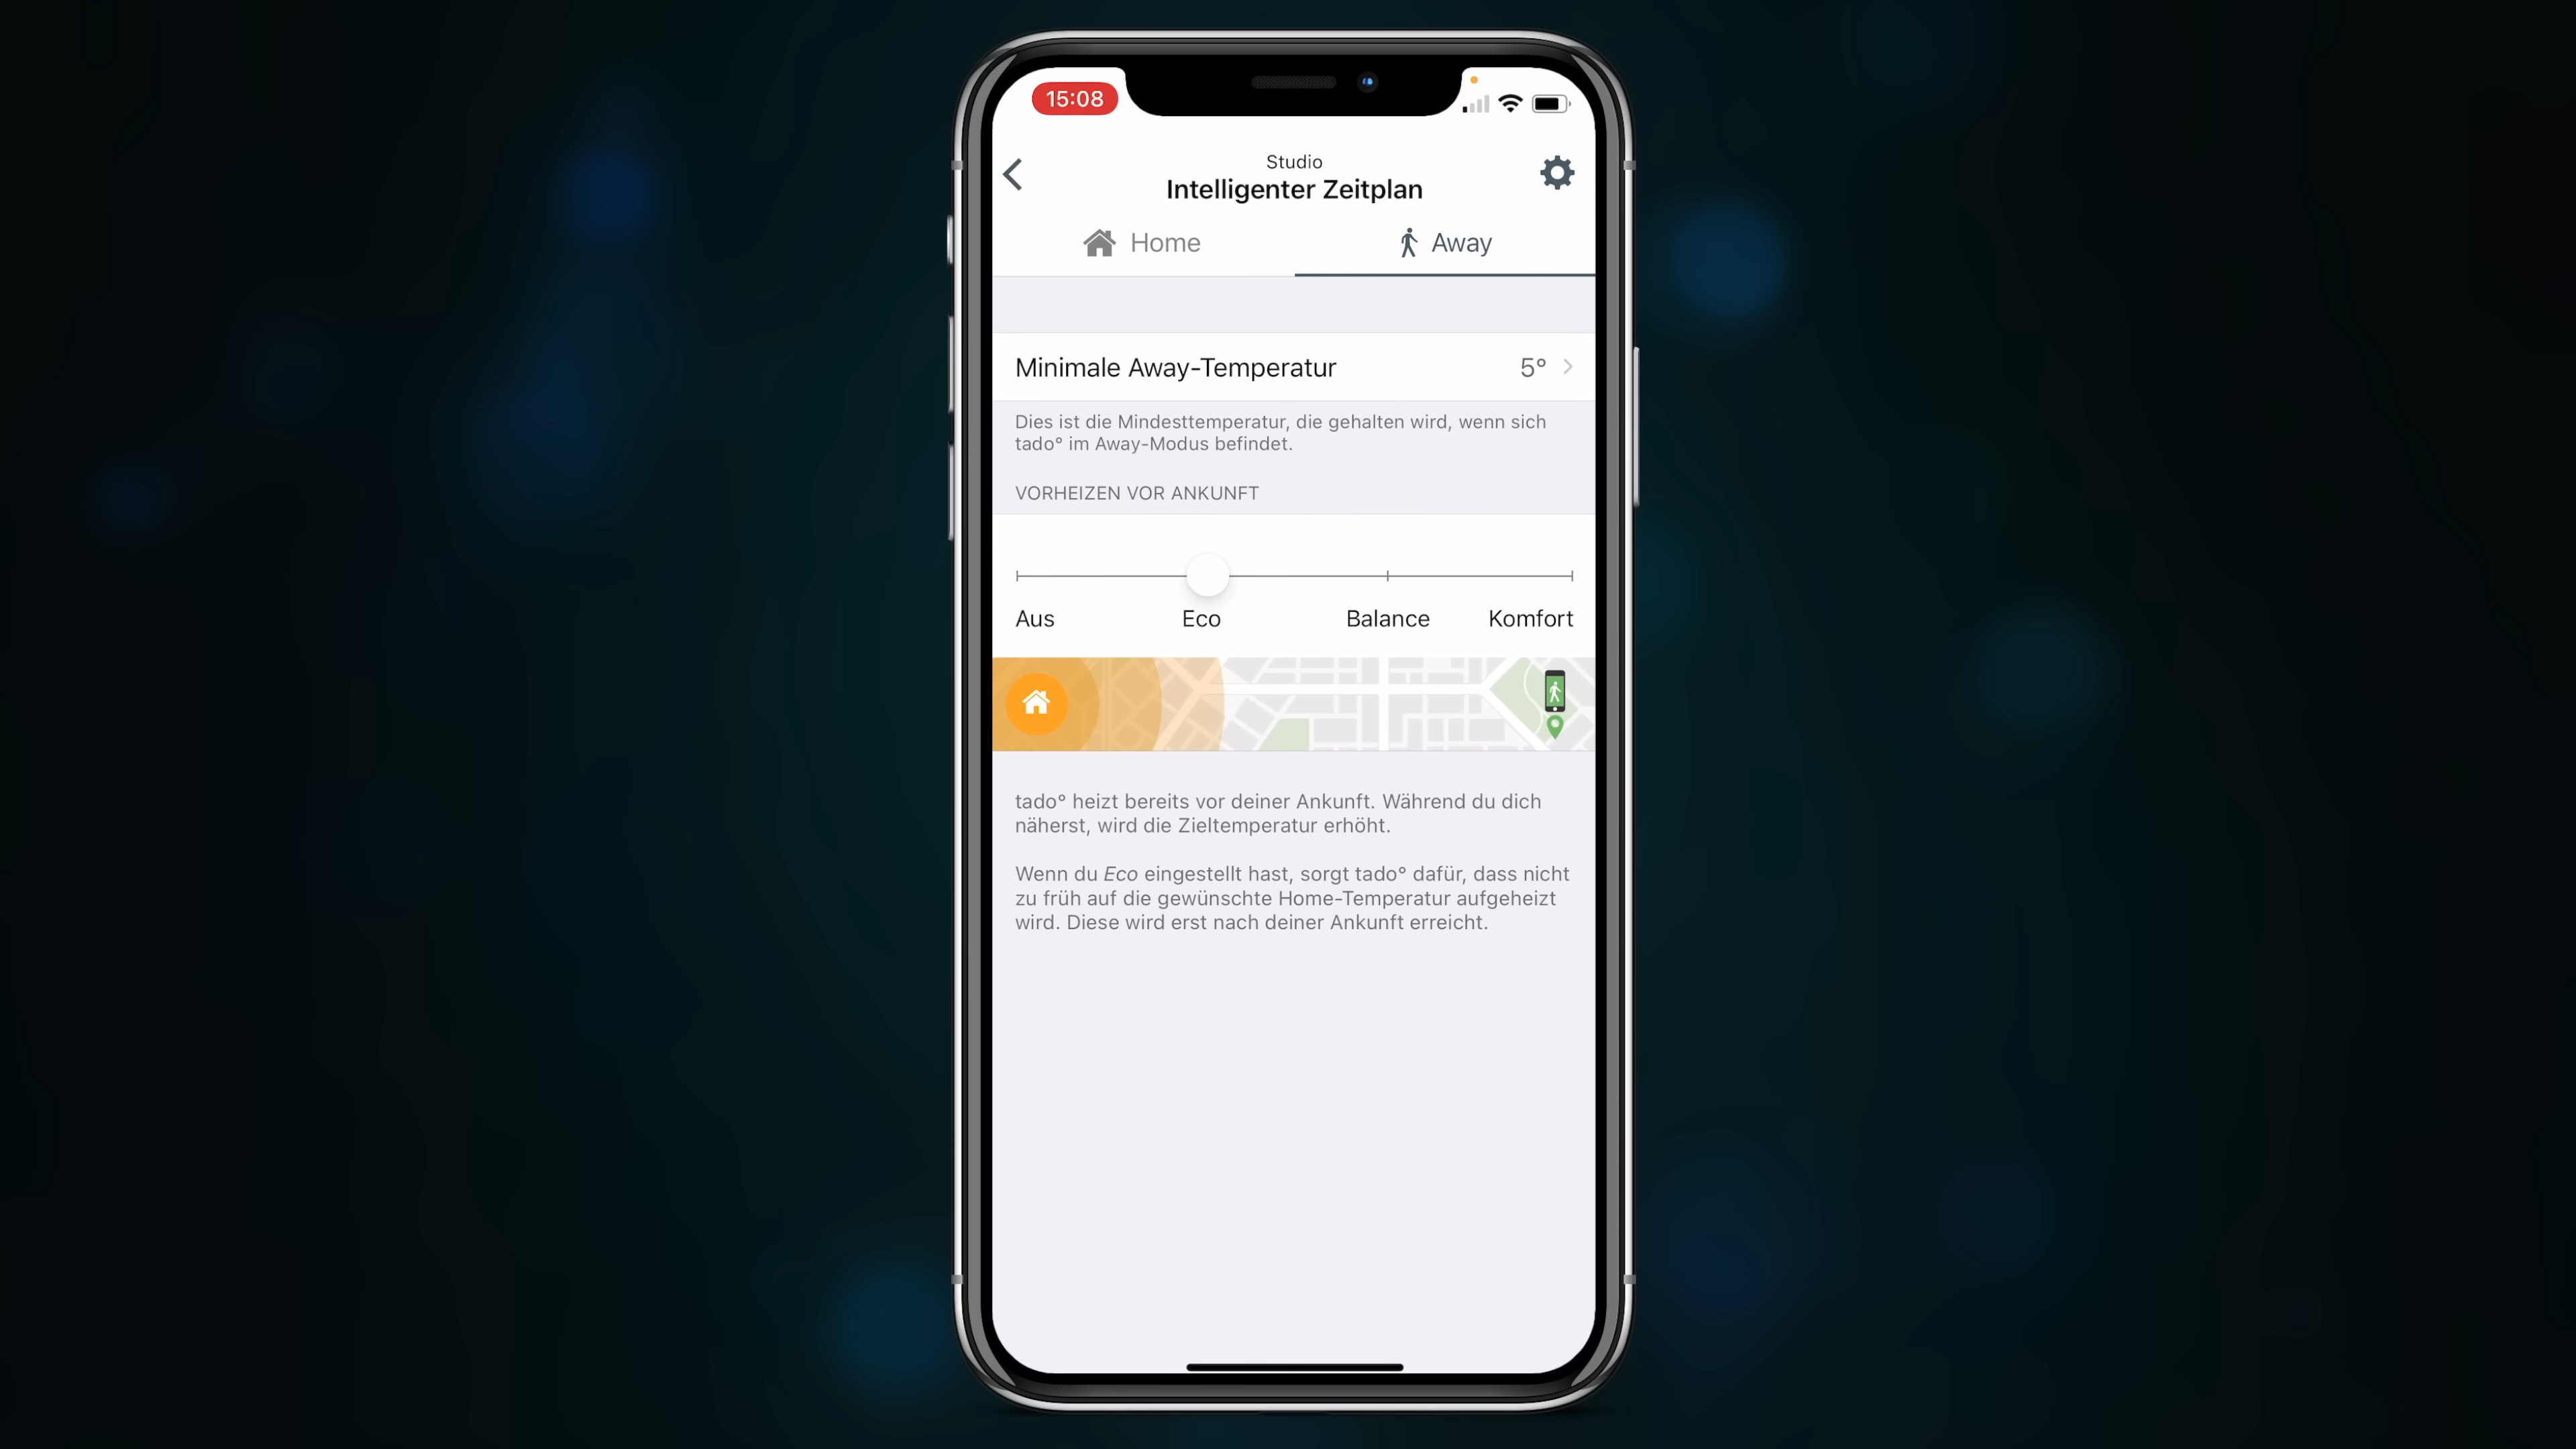 15:08
Studio
Intelligenter Zeitplan
Home
Away
Minimale Away-Temperatur 5°
Dies ist die Mindesttemperatur, die gehalten wird, wenn sich
tado° im Away-Modus befindet.
VORHEIZEN VOR ANKUNFT
Aus Eco Balance Komfort
tado° heizt bereits vor deiner Ankunft. Während du dich
näherst, wird die Zieltemperatur erhöht.
Wenn du Eco eingestellt hast, sorgt tado° dafür, dass nicht
zu früh auf die gewünschte Home-Temperatur aufgeheizt
wird. Diese wird erst nach deiner Ankunft erreicht.